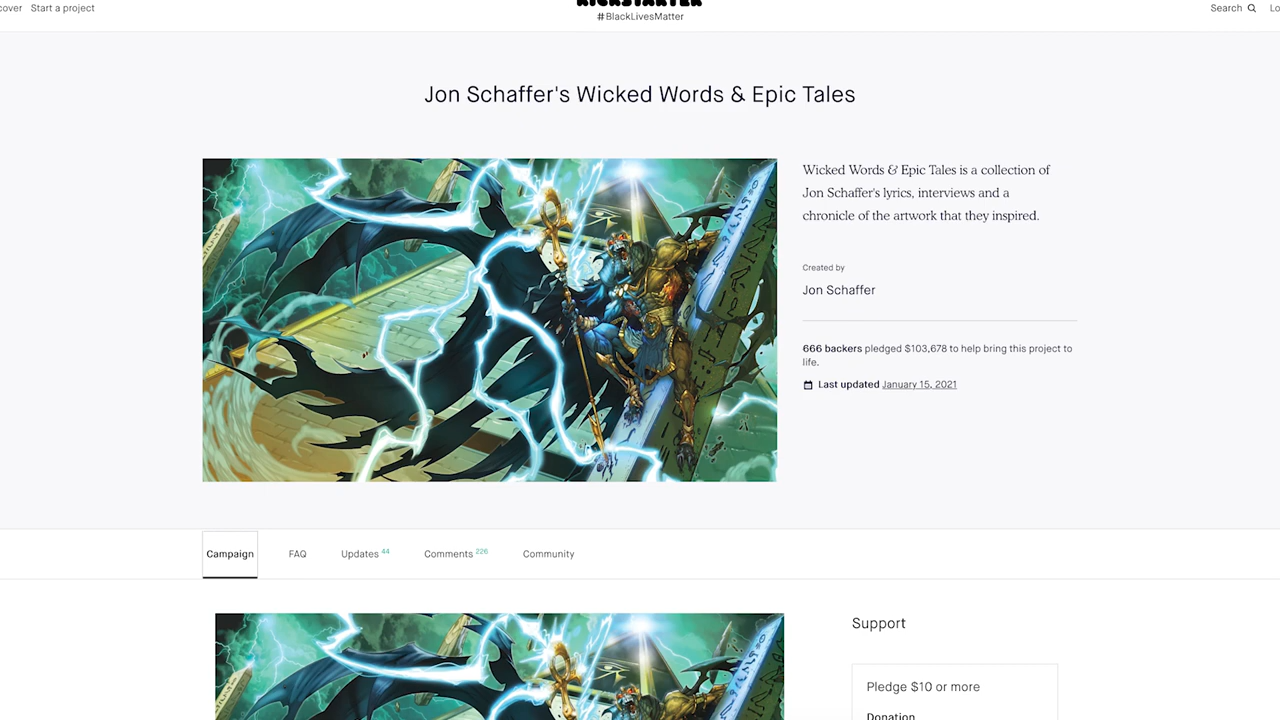 cover Start a project
KICKSTARTER
#BlackLivesMatter
Search
Lo
Jon Schaffer's Wicked Words & Epic Tales
Wicked Words & Epic Tales is a collection of
Jon Schaffer's lyrics, interviews and a
chronicle of the artwork that they inspired.
Created by
Jon Schaffer
666 backers pledged $103,678 to help bring this project to
life.
Last updated January 15, 2021
Campaign FAQ Updates 44 Comments 226 Community
Support
Pledge $10 or more
Donation